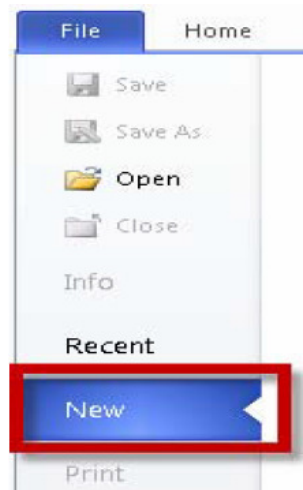 File Home
Save
Save As
Open
Close
Info
Recent
New
Print